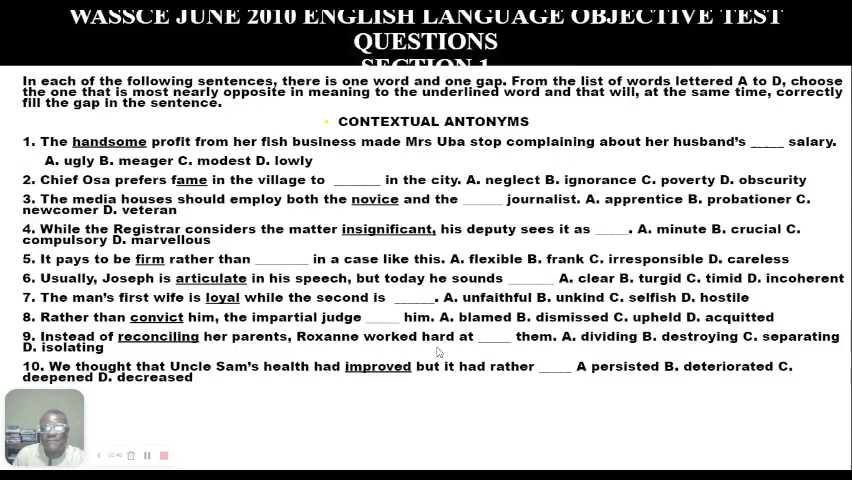 WASSCE JUNE 2010 ENGLISH LANGUAGE OBJECTIVE TEST
QUESTIONS
SECTION 1
In each of the following sentences, there is one word and one gap. From the list of words lettered A to D, choose
the one that is most nearly opposite in meaning to the underlined word and that will, at the same time, correctly
fill the gap in the sentence.
• CONTEXTUAL ANTONYMS
1. The handsome profit from her fish business made Mrs Uba stop complaining about her husband's _____ salary.
A. ugly B. meager C. modest D. lowly
2. Chief Osa prefers fame in the village to _______ in the city. A. neglect B. ignorance C. poverty D. obscurity
3. The media houses should employ both the novice and the ______ journalist. A. apprentice B. probationer C.
newcomer D. veteran
4. While the Registrar considers the matter insignificant, his deputy sees it as _____. A. minute B. crucial C.
compulsory D. marvellous
5. It pays to be firm rather than ________ in a case like this. A. flexible B. frank C. irresponsible D. careless
6. Usually, Joseph is articulate in his speech, but today he sounds _______ A. clear B. turgid C. timid D. incoherent
7. The man's first wife is loyal while the second is ______. A. unfaithful B. unkind C. selfish D. hostile
8. Rather than convict him, the impartial judge _____ him. A. blamed B. dismissed C. upheld D. acquitted
9. Instead of reconciling her parents, Roxanne worked hard at _____ them. A. dividing B. destroying C. separating
D. isolating
10. We thought that Uncle Sam's health had improved but it had rather _____ A persisted B. deteriorated C.
deepened D. decreased